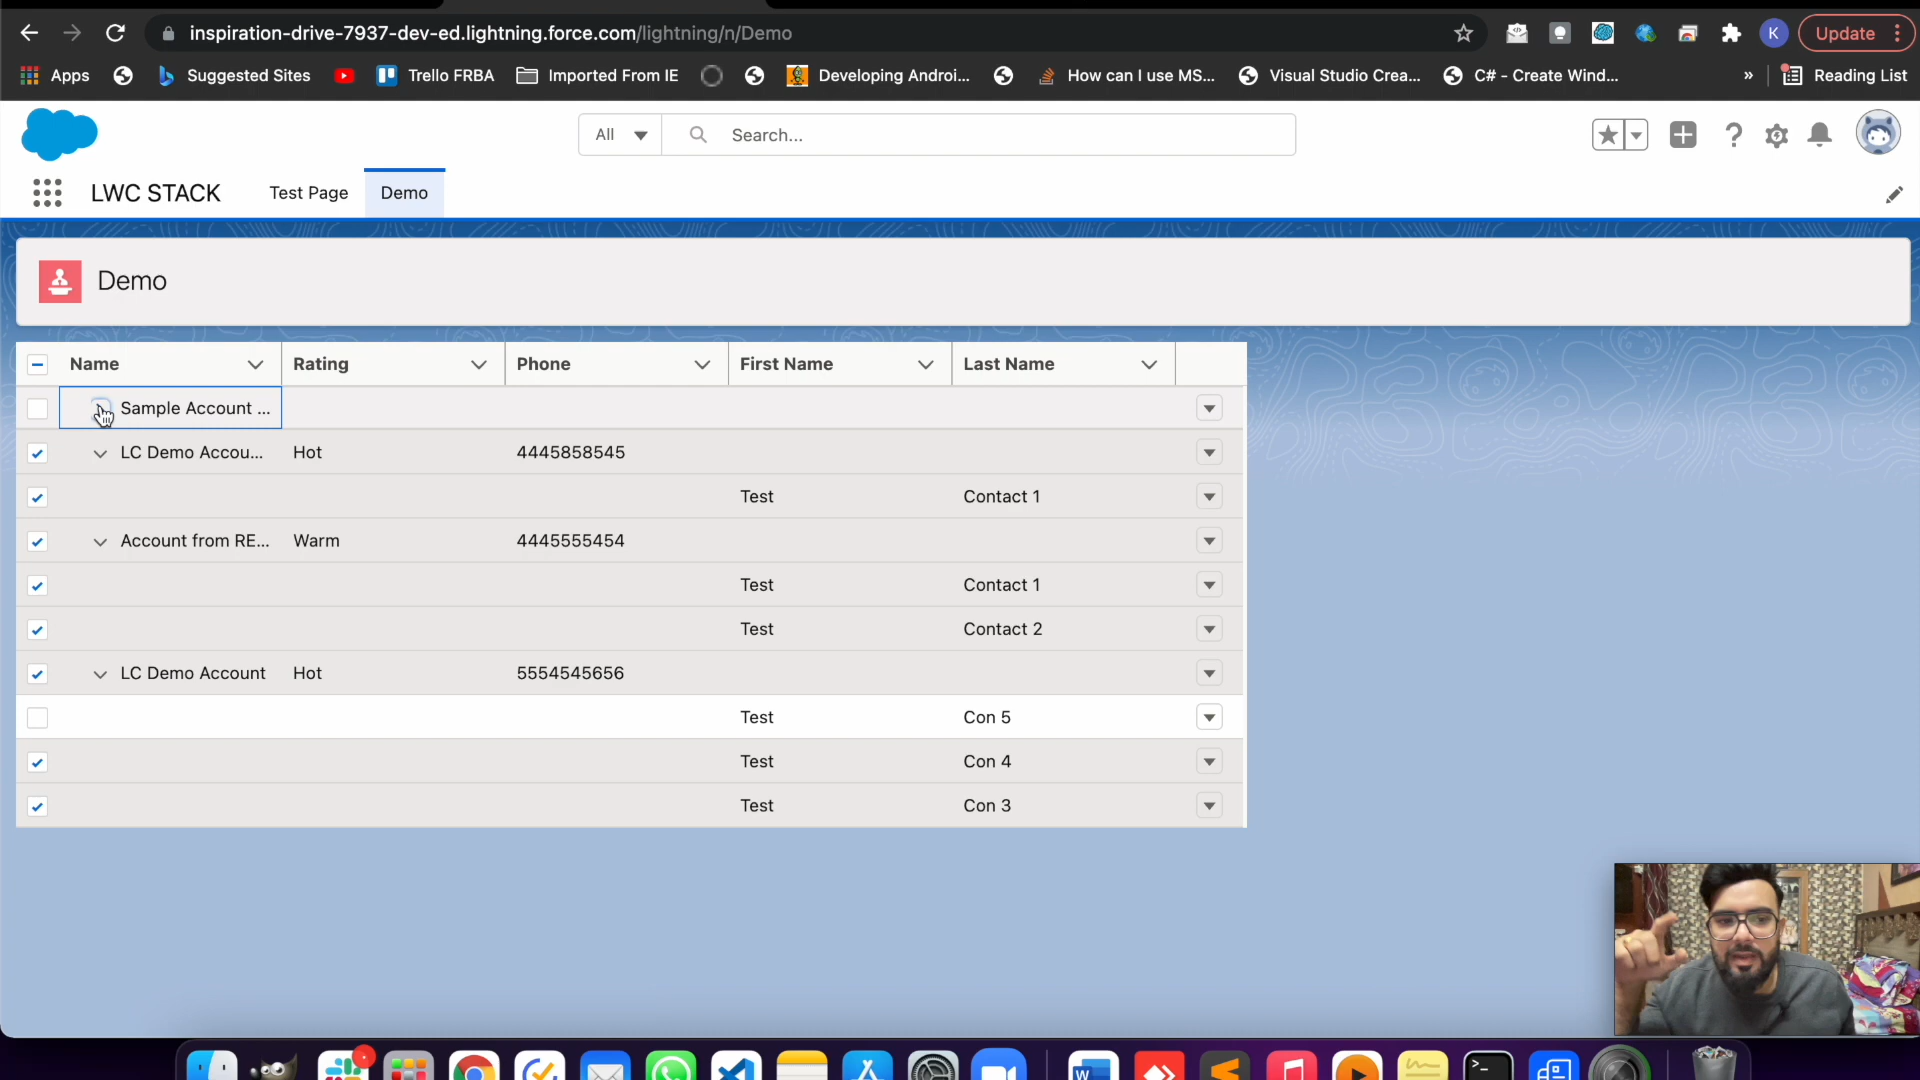 inspiration-drive-7937-dev-ed.lightning.force.com/lightning/n/Demo
K
Update
Apps
Suggested Sites
Trello FRBA
Imported From IE
Developing Androi...
How can I use MS...
Visual Studio Crea...
C# - Create Wind...
»
Reading List
All
Search...
LWC STACK
Test Page
Demo
Demo
Name Rating Phone First Name Last Name
Sample Account ...
LC Demo Accou... Hot 4445858545
Test Contact 1
Account from RE... Warm 4445555454
Test Contact 1
Test Contact 2
LC Demo Account Hot 5554545656
Test Con 5
Test Con 4
Test Con 3
W